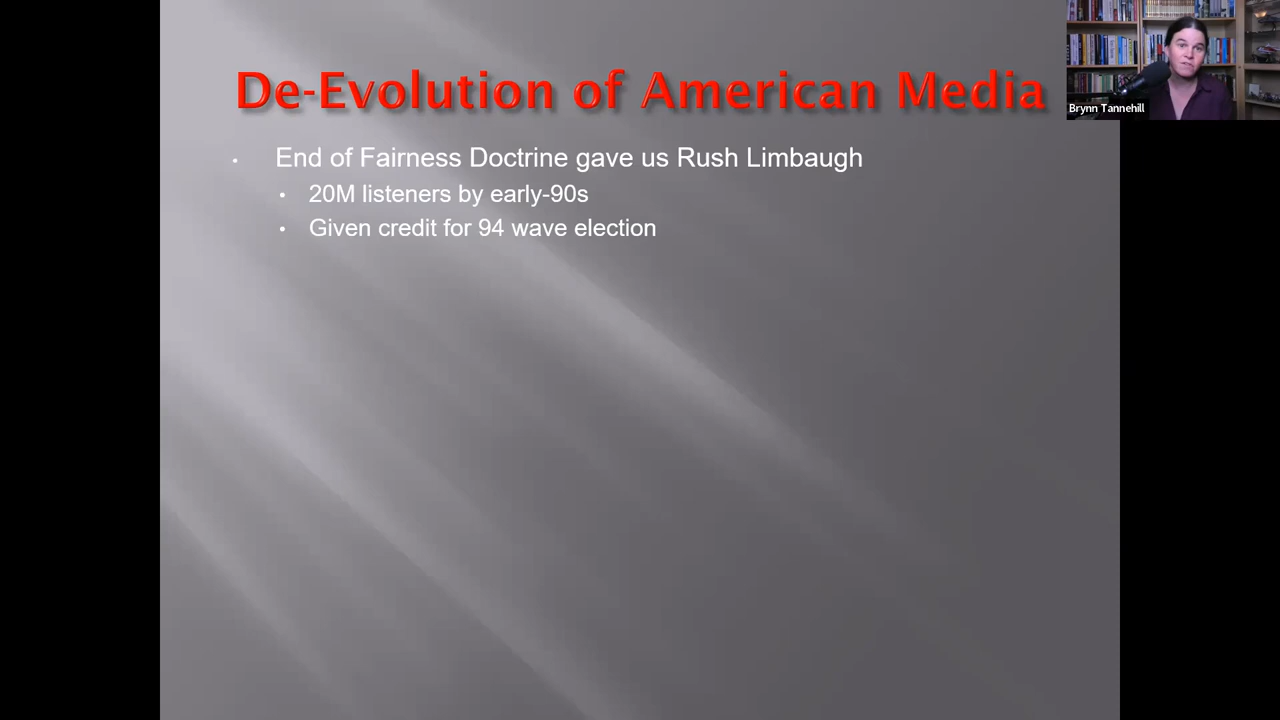 De-Evolution of American Media
Brynn Tannehill
• End of Fairness Doctrine gave us Rush Limbaugh
• 20M listeners by early-90s
• Given credit for 94 wave election